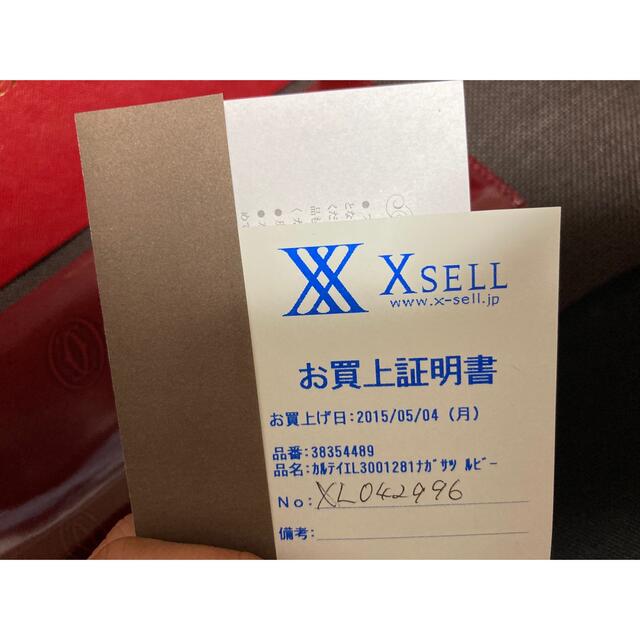 XSELL
www.x-sell.jp
お買上証明書
お買上げ日:2015/05/04 (月)
品番:38354489
品名:ｶﾙﾃｲｴL3001281ﾅｶﾞｻﾂ ﾙﾋﾞｰ
No: XL042996
備考: